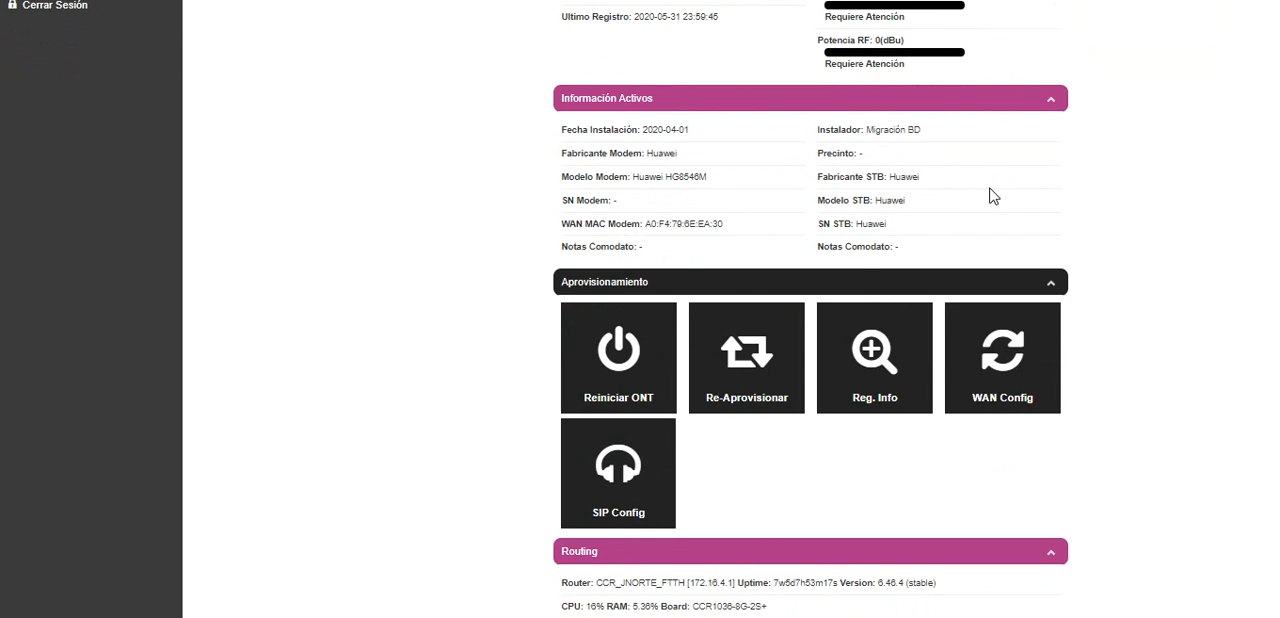 Cerrar Sesión
Ultimo Registro: 2020-05-31 23:59:45
Requiere Atención
Potencia RF: 0(dBu)
Requiere Atención
Información Activos
Fecha Instalación: 2020-04-01
Instalador: Migración BD
Fabricante Modem: Huawei
Precinto: -
Modelo Modem: Huawei HG8546M
Fabricante STB: Huawei
SN Modem: -
Modelo STB: Huawei
WAN MAC Modem: A0:F4:79:6E:EA:30
SN STB: Huawei
Notas Comodato: -
Notas Comodato: -
Aprovisionamiento
Reiniciar ONT
Re-Aprovisionar
Reg. Info
WAN Config
SIP Config
Routing
Router: CCR_JNORTE_FTTH [172.16.4.1] Uptime: 7w5d7h53m17s Version: 6.46.4 (stable)
CPU: 16% RAM: 5.36% Board: CCR1036-8G-2S+